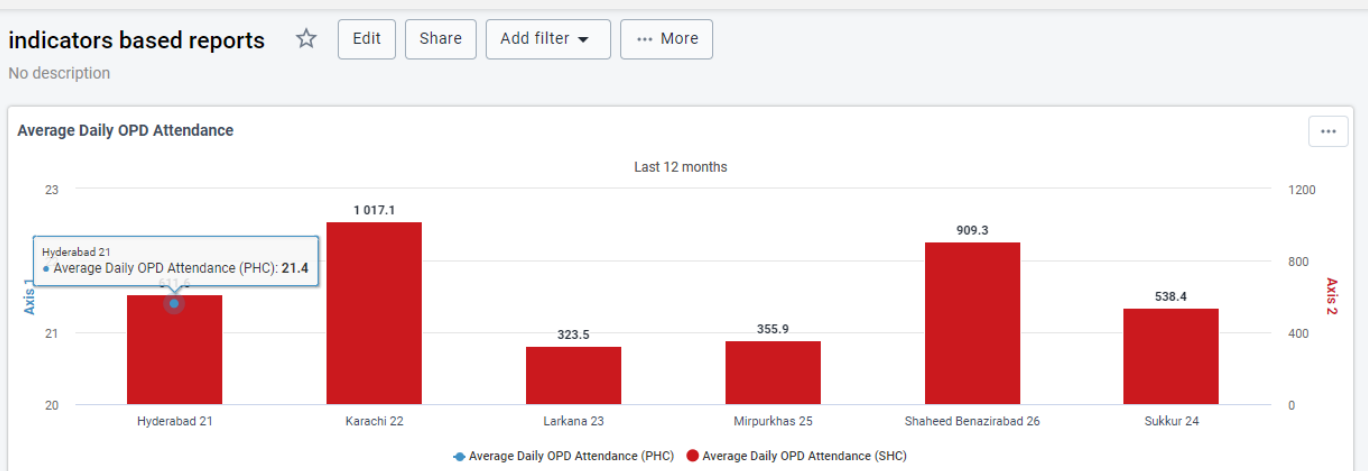 indicators based reports
Edit
Share
Add filter
More
No description
Average Daily OPD Attendance
Last 12 months
23
21
20
Axis 1
1200
800
400
0
Axis 2
Hyderabad 21
Average Daily OPD Attendance (PHC): 21.4
1 017.1
323.5
355.9
909.3
538.4
Hyderabad 21
Karachi 22
Larkana 23
Mirpurkhas 25
Shaheed Benazirabad 26
Sukkur 24
Average Daily OPD Attendance (PHC)
Average Daily OPD Attendance (SHC)